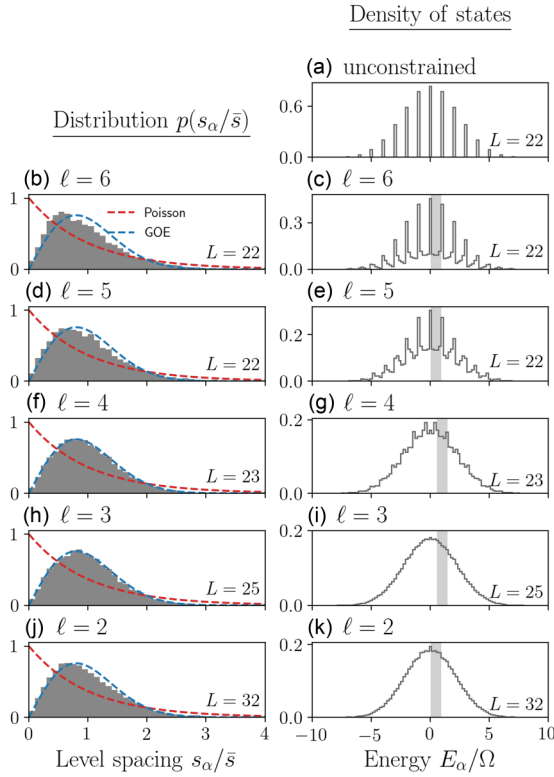 Density of states
(a) unconstrained
0.6
0.0
L = 22
Distribution p(s_α/s̄)
(b) ℓ = 6
1
0
Poisson
GOE
L = 22
(c) ℓ = 6
0.3
0.0
L = 22
(d) ℓ = 5
1
0
L = 22
(e) ℓ = 5
0.2
0.0
L = 22
(f) ℓ = 4
1
0
L = 23
(g) ℓ = 4
0.2
0.0
L = 23
(h) ℓ = 3
1
0
L = 25
(i) ℓ = 3
0.2
0.0
L = 25
(j) ℓ = 2
1
0
L = 32
0 1 2 3 4
Level spacing s_α/s̄
(k) ℓ = 2
0.2
0.0
L = 32
−10 −5 0 5 10
Energy E_α/Ω